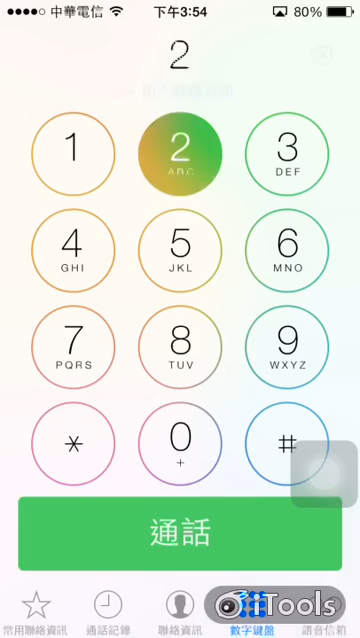 中華電信 下午3:54 80%
2
1 2 3
ABC DEF
4 5 6
GHI JKL MNO
7 8 9
PQRS TUV WXYZ
* 0 #
+
通話
常用聯絡資訊 通話記錄 聯絡資訊 數字鍵盤 語音信箱
iTools